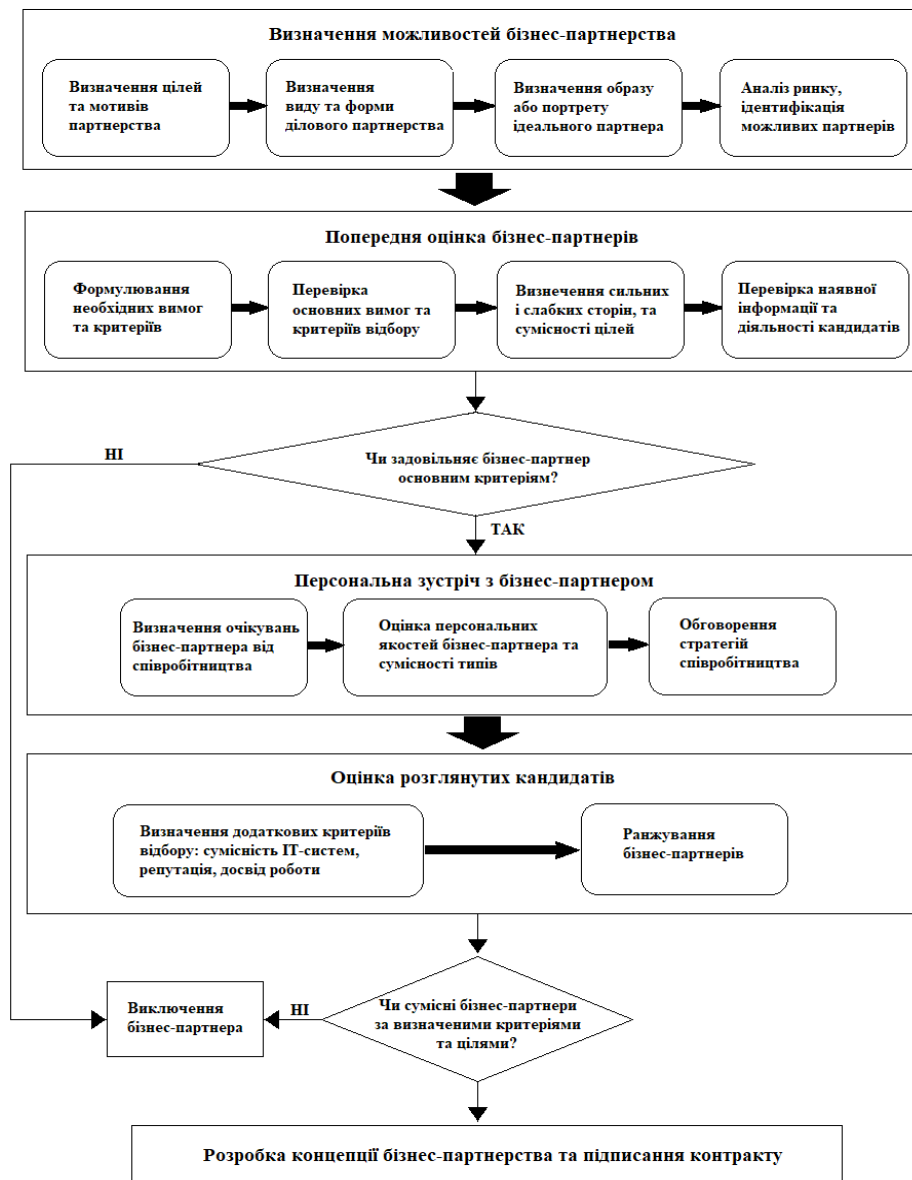 Визначення можливостей бізнес-партнерства
Визначення цілей
та мотивів
партнерства
Визначення
виду та форми
ділового партнерства
Визначення образу
або портрету
ідеального партнера
Аналіз ринку,
ідентифікація
можливих партнерів
Попередня оцінка бізнес-партнерів
Формулювання
необхідних вимог
та критеріїв
Перевірка
основних вимог та
критеріїв відбору
Визнечення сильних
і слабких сторін, та
сумісності цілей
Перевірка наявної
інформації та
діяльності кандидатів
НІ
Чи задовільняє бізнес-партнер
основним критеріям?
ТАК
Персональна зустріч з бізнес-партнером
Визначення очікувань
бізнес-партнера від
співробітництва
Оцінка персональних
якостей бізнес-партнера та
сумісності типів
Обговорення
стратегій
співробітництва
Оцінка розглянутих кандидатів
Визначення додаткових критеріїв
відбору: сумісність ІТ-систем,
репутація, досвід роботи
Ранжування
бізнес-партнерів
Виключення
бізнес-партнера
НІ
Чи сумісні бізнес-партнери
за визначеними критеріями
та цілями?
Розробка концепції бізнес-партнерства та підписання контракту